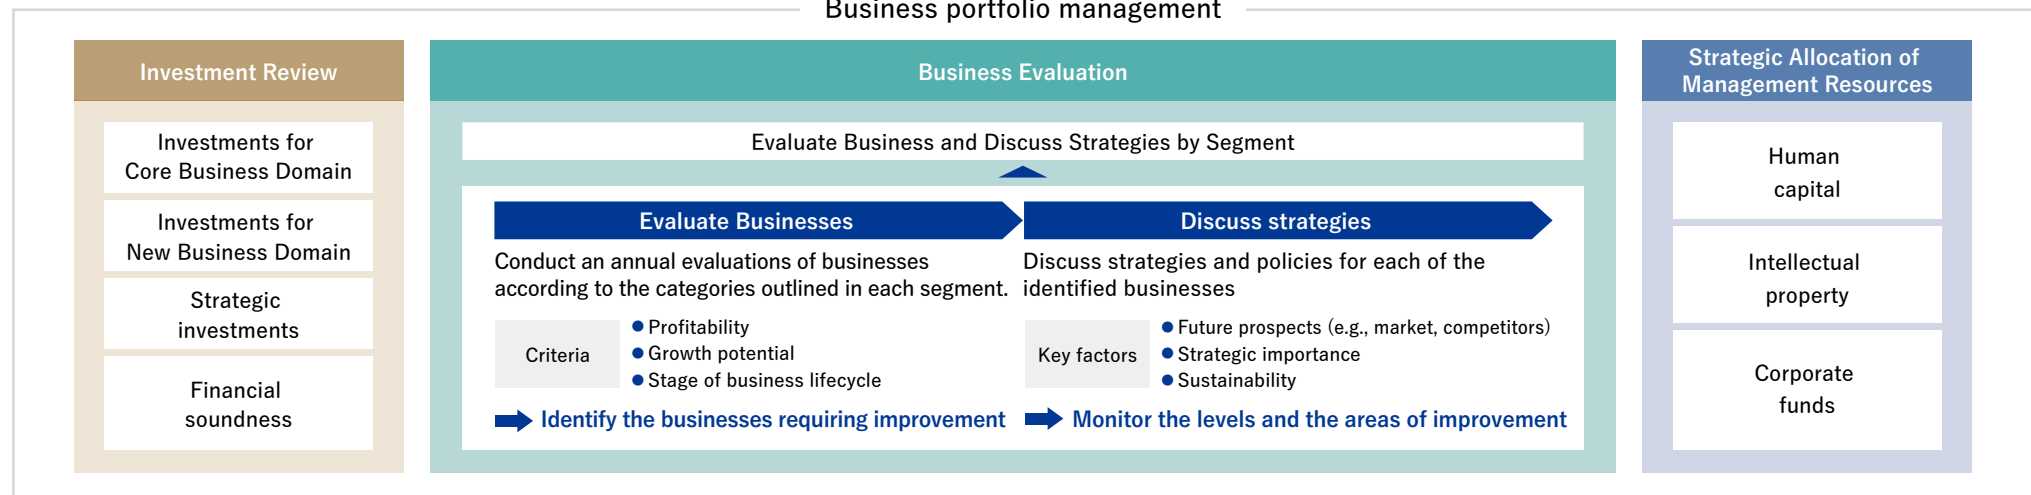 Business portfolio management
Investment Review
Investments for
Core Business Domain
Investments for
New Business Domain
Strategic
investments
Financial
soundness
Business Evaluation
Evaluate Business and Discuss Strategies by Segment
Evaluate Businesses
Conduct an annual evaluations of businesses
according to the categories outlined in each segment.
Criteria
● Profitability
● Growth potential
● Stage of business lifecycle
Identify the businesses requiring improvement
Discuss strategies
Discuss strategies and policies for each of the
identified businesses
Key factors
● Future prospects (e.g., market, competitors)
● Strategic importance
● Sustainability
Monitor the levels and the areas of improvement
Strategic Allocation of
Management Resources
Human
capital
Intellectual
property
Corporate
funds